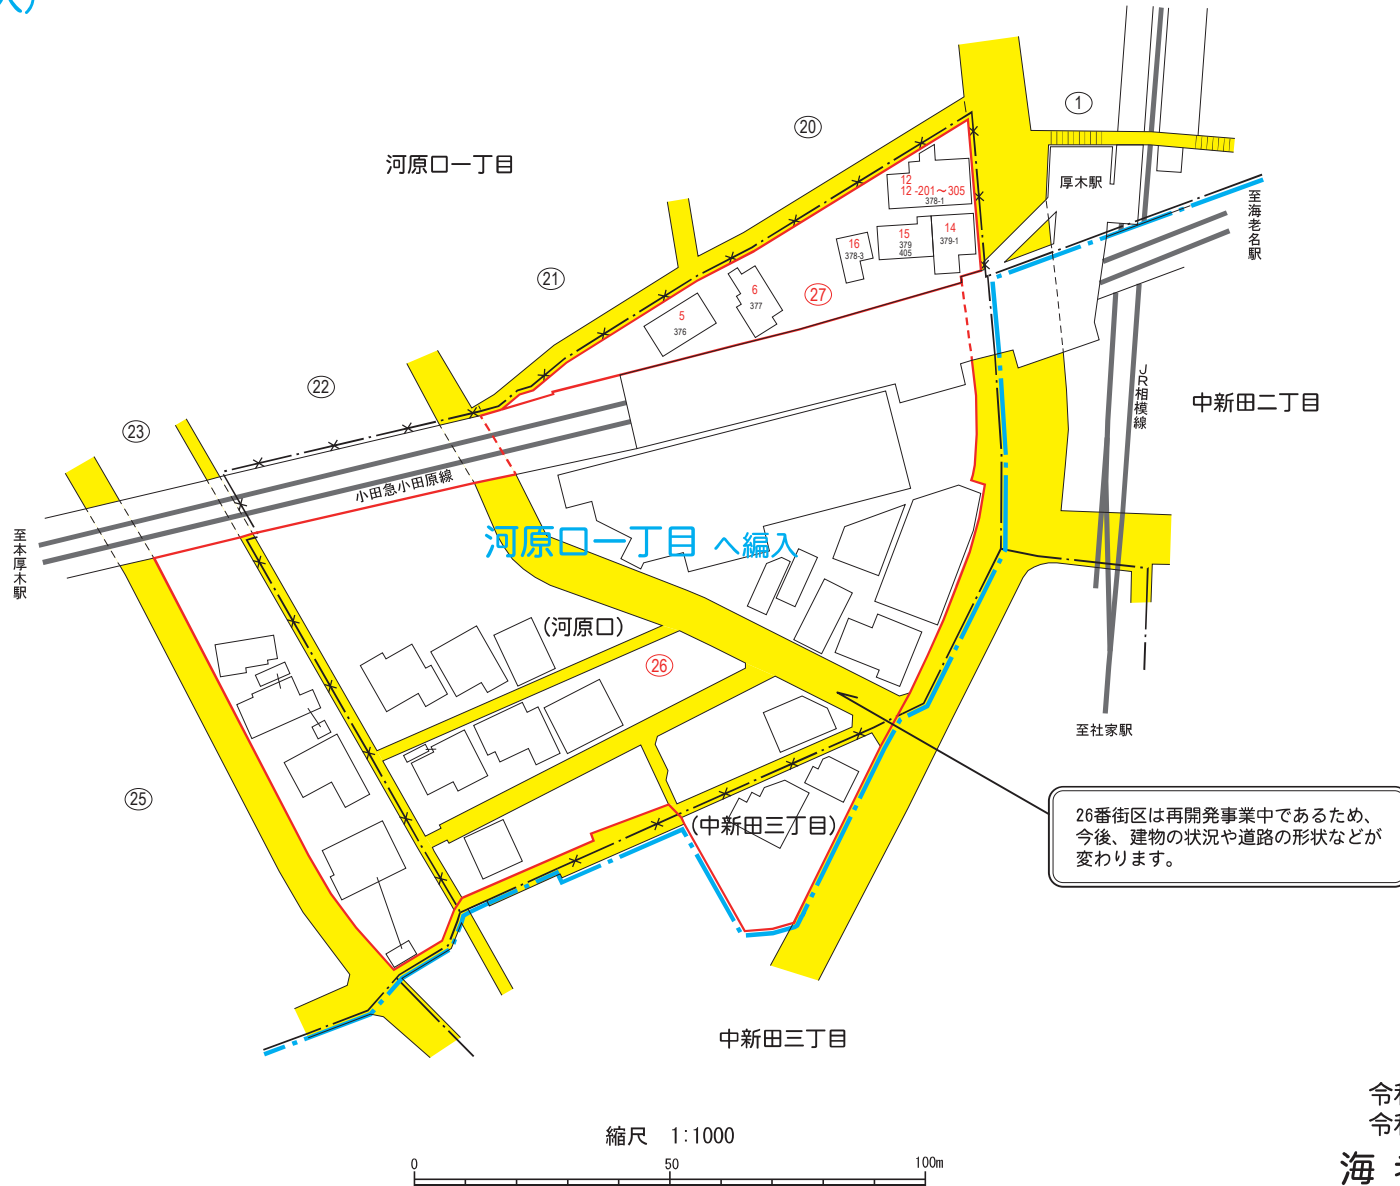 入)
①
⑳
河原口一丁目
厚木駅
12
12-201～305
378-1
至海老名駅
14
379-1
15
379
405
16
378-3
㉑
㉗
6
377
5
376
㉒
JR相模線
中新田二丁目
㉓
小田急小田原線
至本厚木駅
河原口一丁目 へ編入
(河原口)
㉖
至社家駅
㉕
26番街区は再開発事業中であるため、
今後、建物の状況や道路の形状などが
変わります。
(中新田三丁目)
中新田三丁目
縮尺 1:1000
0 50 100m
令
令
海